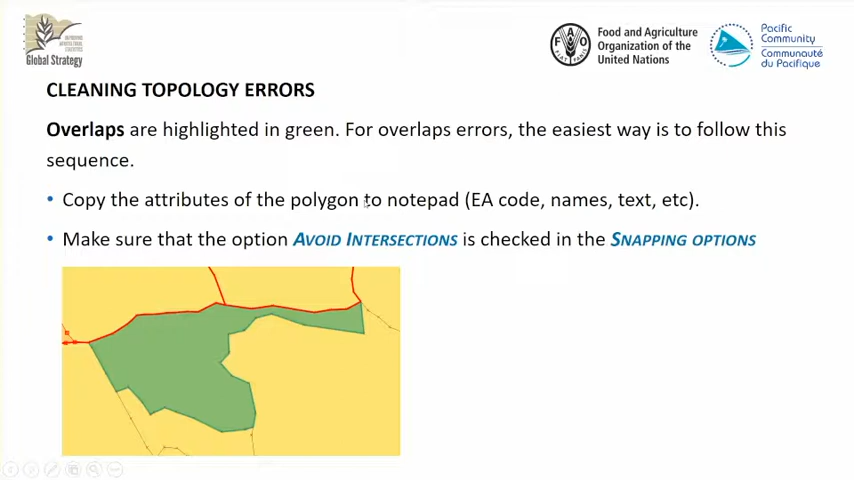 Global Strategy
FAO
FIAT PANIS
Food and Agriculture
Organization of the
United Nations
Pacific
Community
Communauté
du Pacifique
CLEANING TOPOLOGY ERRORS
Overlaps are highlighted in green. For overlaps errors, the easiest way is to follow this
sequence.
• Copy the attributes of the polygon to notepad (EA code, names, text, etc).
• Make sure that the option AVOID INTERSECTIONS is checked in the SNAPPING OPTIONS